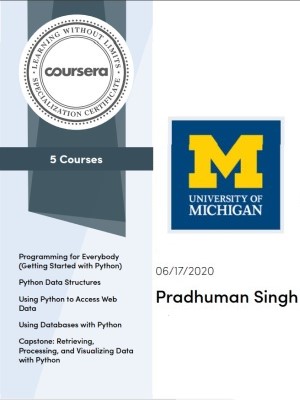 LEARNING WITHOUT LIMITS
coursera
SPECIALIZATION CERTIFICATE
5 Courses
Programming for Everybody
(Getting Started with Python)
Python Data Structures
Using Python to Access Web
Data
Using Databases with Python
Capstone: Retrieving,
Processing, and Visualizing Data
with Python
M
UNIVERSITY OF
MICHIGAN
06/17/2020
Pradhuman Singh